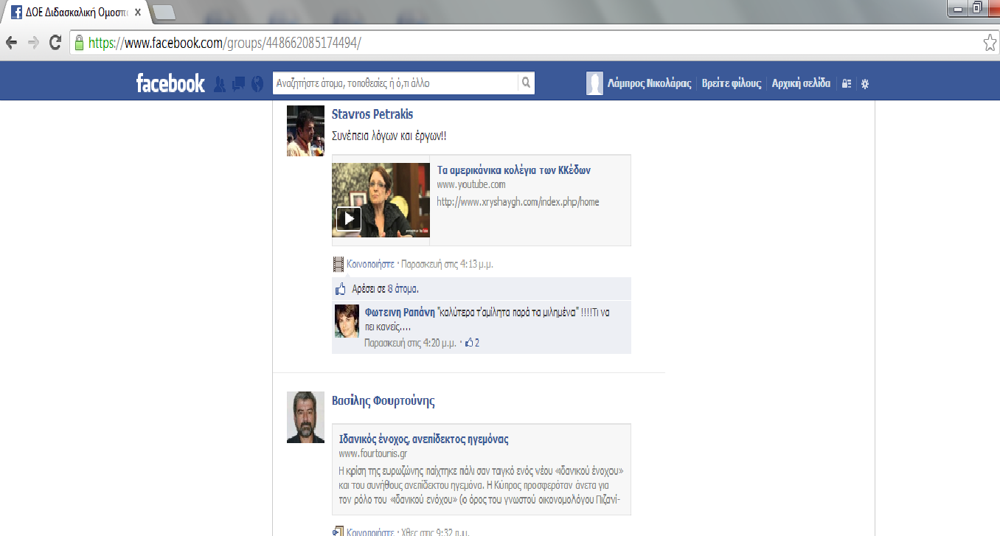 ΔΟΕ Διδασκαλική Ομοσπ
https://www.facebook.com/groups/448662085174494/
facebook
Αναζητήστε άτομα, τοποθεσίες ή ό,τι άλλο
Λάμπρος Νικολάρας
Βρείτε φίλους
Αρχική σελίδα
Stavros Petrakis
Συνέπεια λόγων και έργων!!
Τα αμερικάνικα κολέγια των ΚΚέδων
www.youtube.com
http://www.xryshaygh.com/index.php/home
Κοινοποιήστε · Παρασκευή στις 4:13 μ.μ.
Αρέσει σε 8 άτομα.
Φωτεινη Ραπάνη "καλύτερα τ'αμίλητα παρά τα μιλημένα" !!!!Τι να
πει κανείς....
Παρασκευή στις 4:20 μ.μ. · 2
Βασίλης Φουρτούνης
Ιδανικός ένοχος, ανεπίδεκτος ηγεμόνας
www.fourtounis.gr
Η κρίση της ευρωζώνης παίχτηκε πάλι σαν ταγκό ενός νέου «ιδανικού ένοχου»
και του συνήθους ανεπίδεκτου ηγεμόνα. Η Κύπρος προσφερόταν άνετα για
τον ρόλο του «ιδανικού ενόχου» (ο όρος του γνωστού οικονομολόγου Πιζανί-
Κοινοποιήστε · Χθες στις 9:32 π.μ.